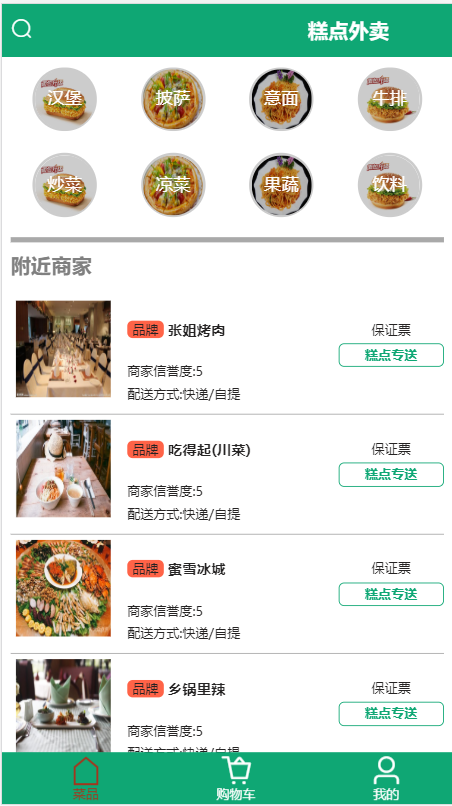 糕点外卖
汉堡 披萨 意面 牛排
炒菜 凉菜 果蔬 饮料
附近商家
品牌 张姐烤肉 保证票
糕点专送
商家信誉度:5
配送方式:快递/自提
品牌 吃得起(川菜) 保证票
糕点专送
商家信誉度:5
配送方式:快递/自提
品牌 蜜雪冰城 保证票
糕点专送
商家信誉度:5
配送方式:快递/自提
品牌 乡锅里辣 保证票
糕点专送
商家信誉度:5
配送方式:快递/自提
菜品 购物车 我的